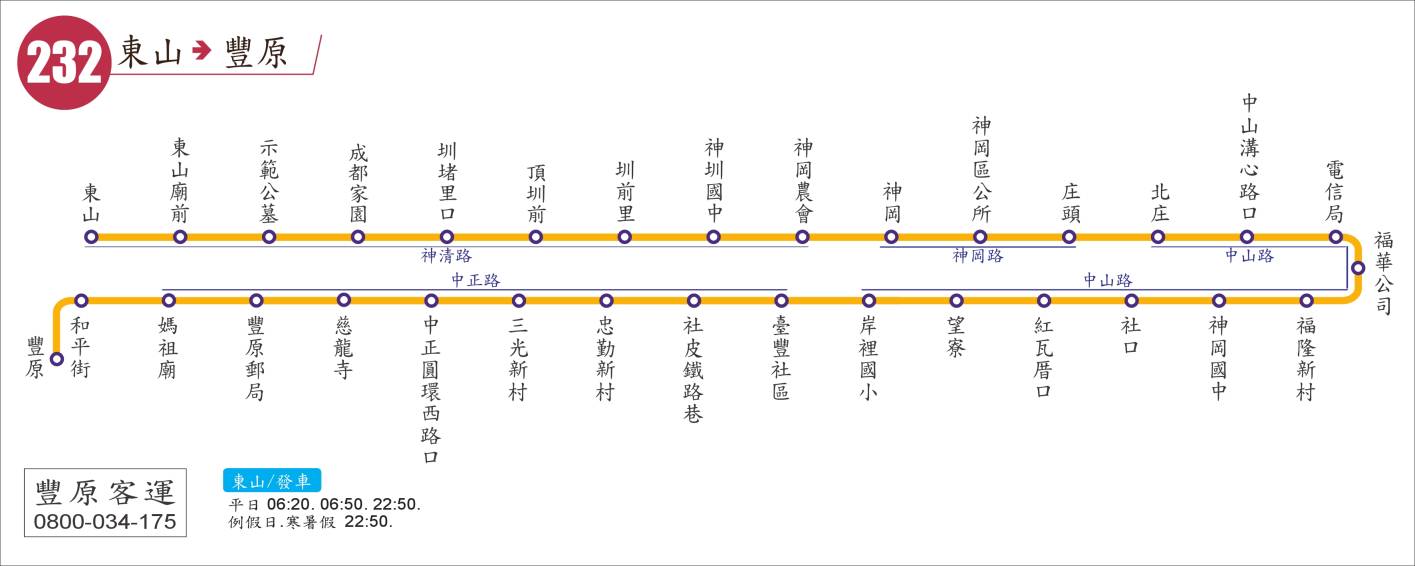 232 東山→豐原
東山
東山廟前
示範公墓
成都家園
圳堵里口
頂圳前
圳前里
神圳國中
神岡農會
神岡
神岡區公所
庄頭
北庄
中山溝心路口
電信局
福華公司
神清路
神岡路
中山路
中正路
中山路
豐原
和平街
媽祖廟
豐原郵局
慈龍寺
中正圓環西路口
三光新村
忠勤新村
社皮鐵路巷
臺豐社區
岸裡國小
望寮
紅瓦厝口
社口
神岡國中
福隆新村
豐原客運
0800-034-175
東山/發車
平日 06:20. 06:50. 22:50.
例假日.寒暑假 22:50.